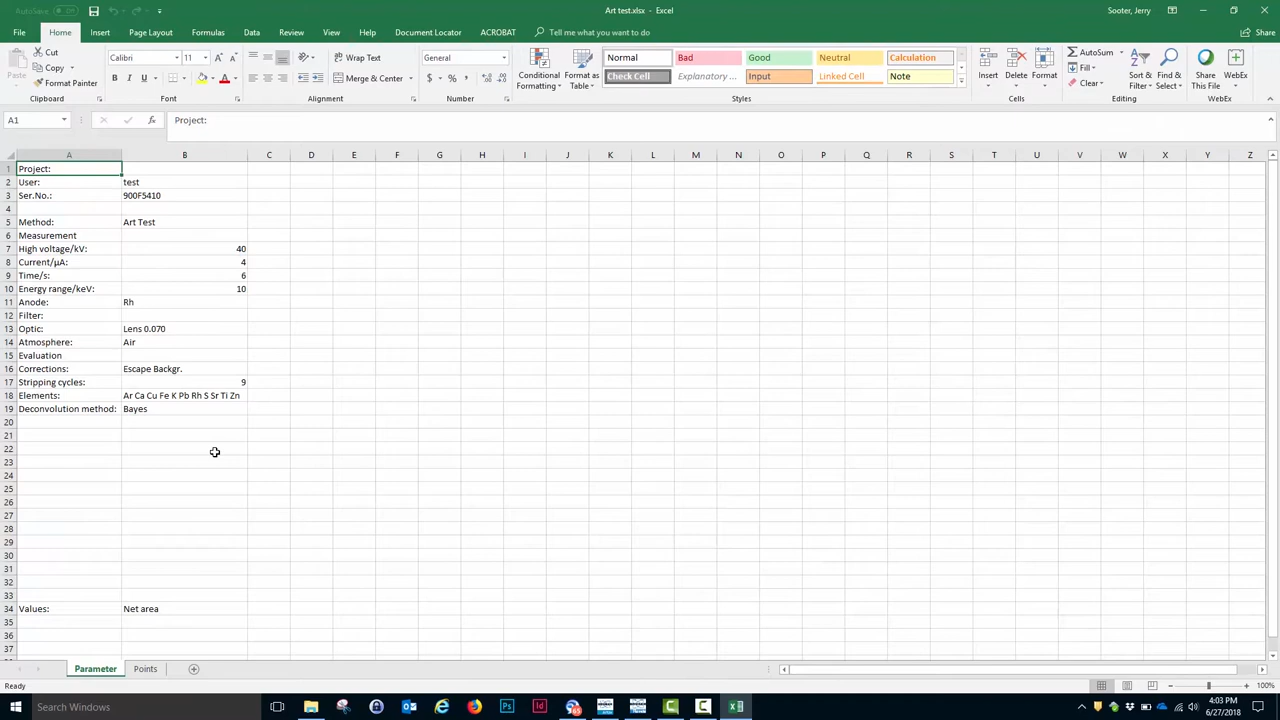 AutoSave
Art test.xlsx - Excel
Sooter, Jerry
File Home Insert Page Layout Formulas Data Review View Help Document Locator ACROBAT Tell me what you want to do Share
Paste Cut Copy Format Painter Clipboard
Calibri 11 Font
Wrap Text Merge & Center Alignment
General Number
Conditional Formatting Format as Table
Normal Bad Good Neutral Calculation
Check Cell Explanatory ... Input Linked Cell Note
Styles
Insert Delete Format Cells
AutoSum Fill Clear Sort & Filter Find & Select Editing
Share This File WebEx WebEx
A1 fx Project:
A B C D E F G H I J K L M N O P Q R S T U V W X Y Z
1 Project:
2 User: test
3 Ser.No.: 900F5410
4
5 Method: Art Test
6 Measurement
7 High voltage/kV: 40
8 Current/µA: 4
9 Time/s: 6
10 Energy range/keV: 10
11 Anode: Rh
12 Filter:
13 Optic: Lens 0.070
14 Atmosphere: Air
15 Evaluation
16 Corrections: Escape Backgr.
17 Stripping cycles: 9
18 Elements: Ar Ca Cu Fe K Pb Rh S Sr Ti Zn
19 Deconvolution method: Bayes
20
21
22
23
24
25
26
27
28
29
30
31
32
33
34 Values: Net area
35
36
37
Parameter Points
Ready 100%
Search Windows
4:03 PM
6/27/2018